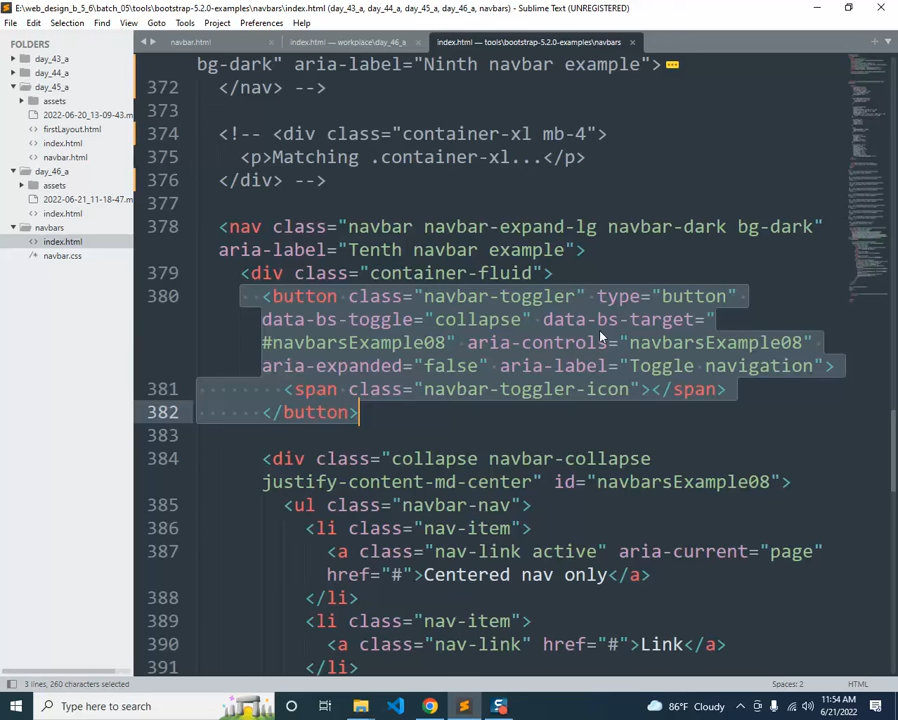 E:\web_design_b_5_6\batch_05\tools\bootstrap-5.2.0-examples\navbars\index.html (day_43_a, day_44_a, day_45_a, day_46_a, navbars) - Sublime Text (UNREGISTERED)
File Edit Selection Find View Goto Tools Project Preferences Help
FOLDERS
day_43_a
day_44_a
day_45_a
assets
2022-06-20_13-09-43.m
firstLayout.html
index.html
navbar.html
day_46_a
assets
2022-06-21_11-18-47.m
index.html
navbars
index.html
navbar.css
navbar.html
index.html — workplace\day_46_a
index.html — tools\bootstrap-5.2.0-examples\navbars
bg-dark" aria-label="Ninth navbar example">
372 </nav> -->
373
374 <!-- <div class="container-xl mb-4">
375 <p>Matching .container-xl...</p>
376 </div> -->
377
378 <nav class="navbar navbar-expand-lg navbar-dark bg-dark"
aria-label="Tenth navbar example">
379 <div class="container-fluid">
380 <button class="navbar-toggler" type="button"
data-bs-toggle="collapse" data-bs-target="
#navbarsExample08" aria-controls="navbarsExample08"
aria-expanded="false" aria-label="Toggle navigation">
381 <span class="navbar-toggler-icon"></span>
382 </button>
383
384 <div class="collapse navbar-collapse
justify-content-md-center" id="navbarsExample08">
385 <ul class="navbar-nav">
386 <li class="nav-item">
387 <a class="nav-link active" aria-current="page"
href="#">Centered nav only</a>
388 </li>
389 <li class="nav-item">
390 <a class="nav-link" href="#">Link</a>
391 </li>
3 lines, 260 characters selected
Spaces: 2
HTML
Type here to search
86°F Cloudy
11:54 AM
6/21/2022